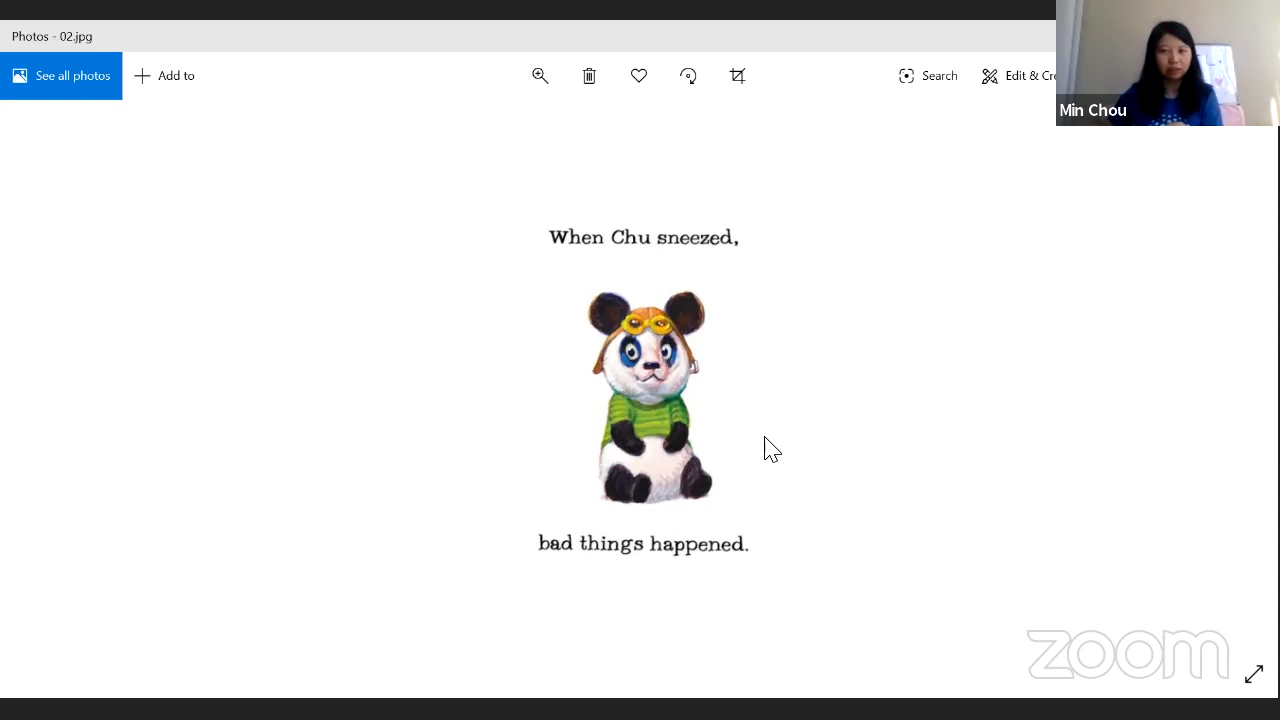 Photos - 02.jpg
See all photos
Add to
Search
Edit & Cre
Min Chou
When Chu sneezed,
bad things happened.
zoom